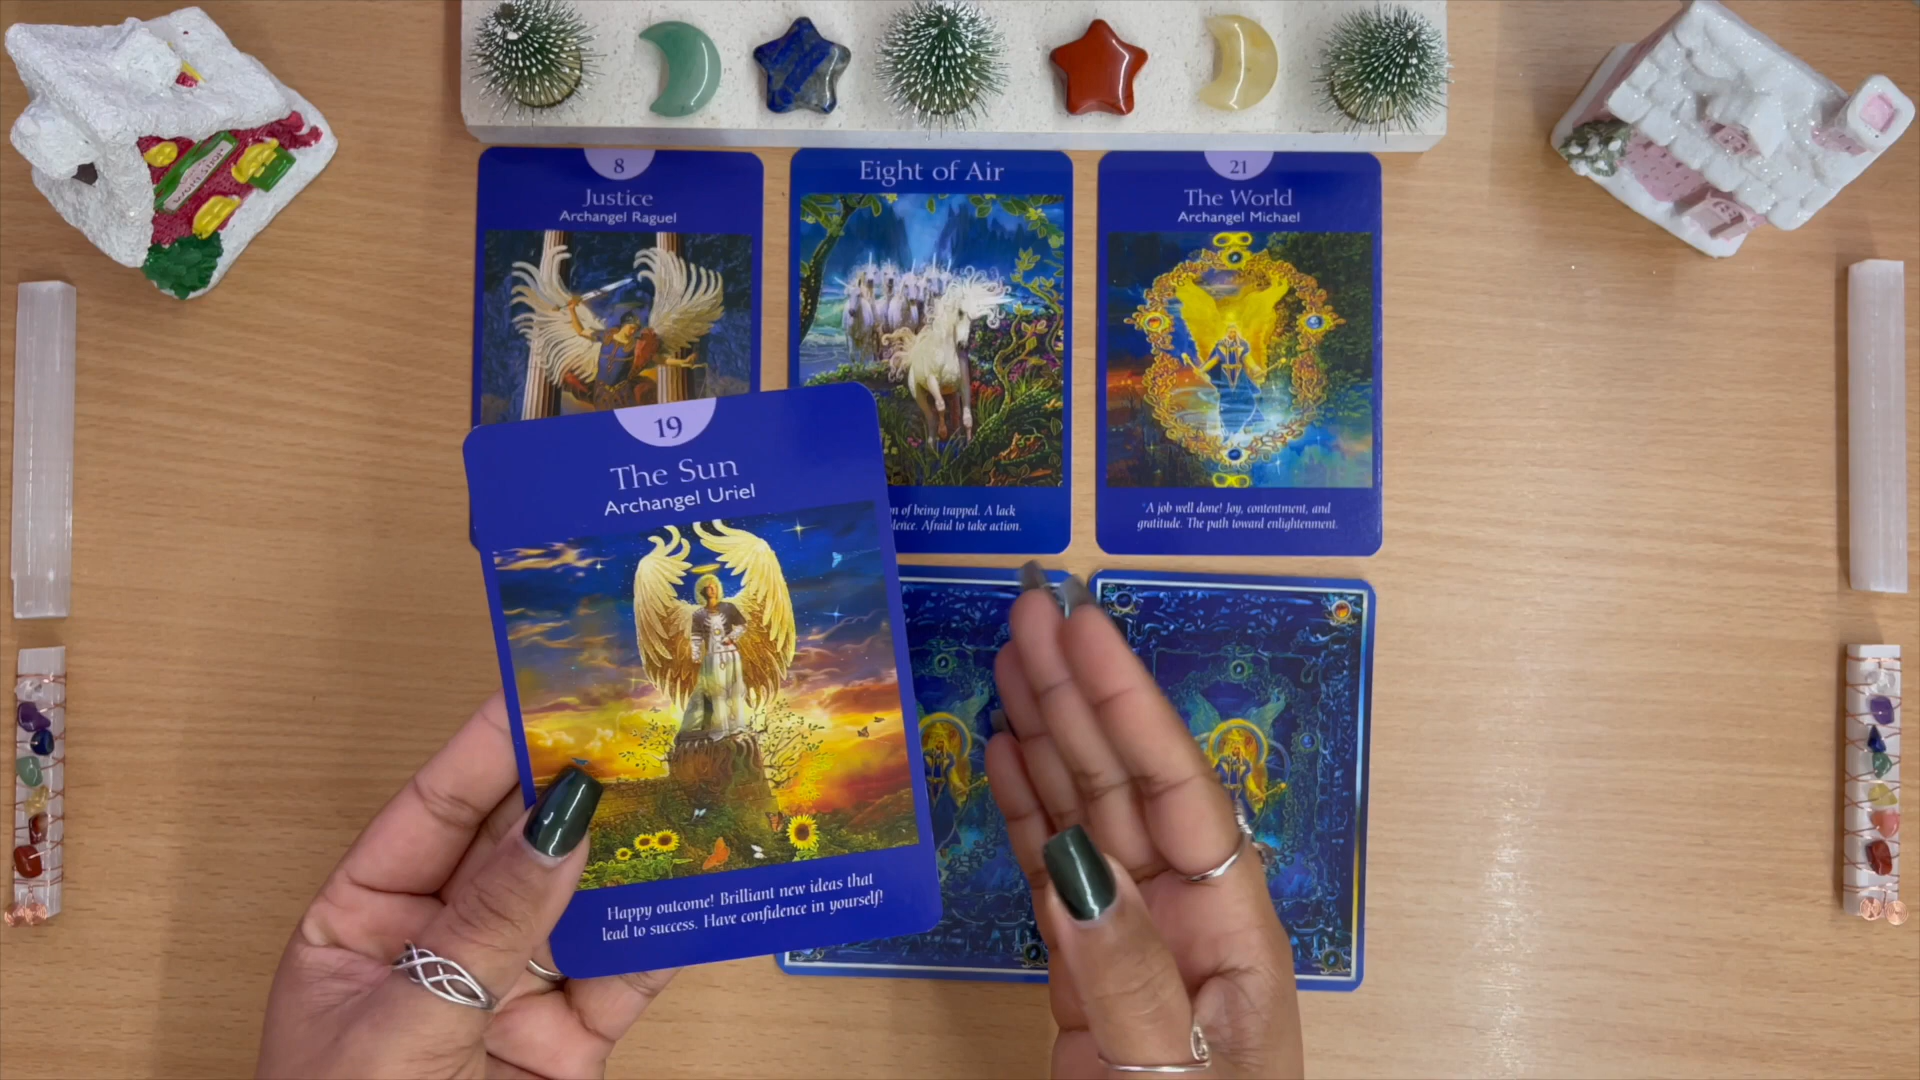 8
Justice
Archangel Raguel
Eight of Air
of being trapped. A lack
Afraid to take action.
21
The World
Archangel Michael
A job well done! Joy, contentment, and
gratitude. The path toward enlightenment.
19
The Sun
Archangel Uriel
Happy outcome! Brilliant new ideas that
lead to success. Have confidence in yourself!